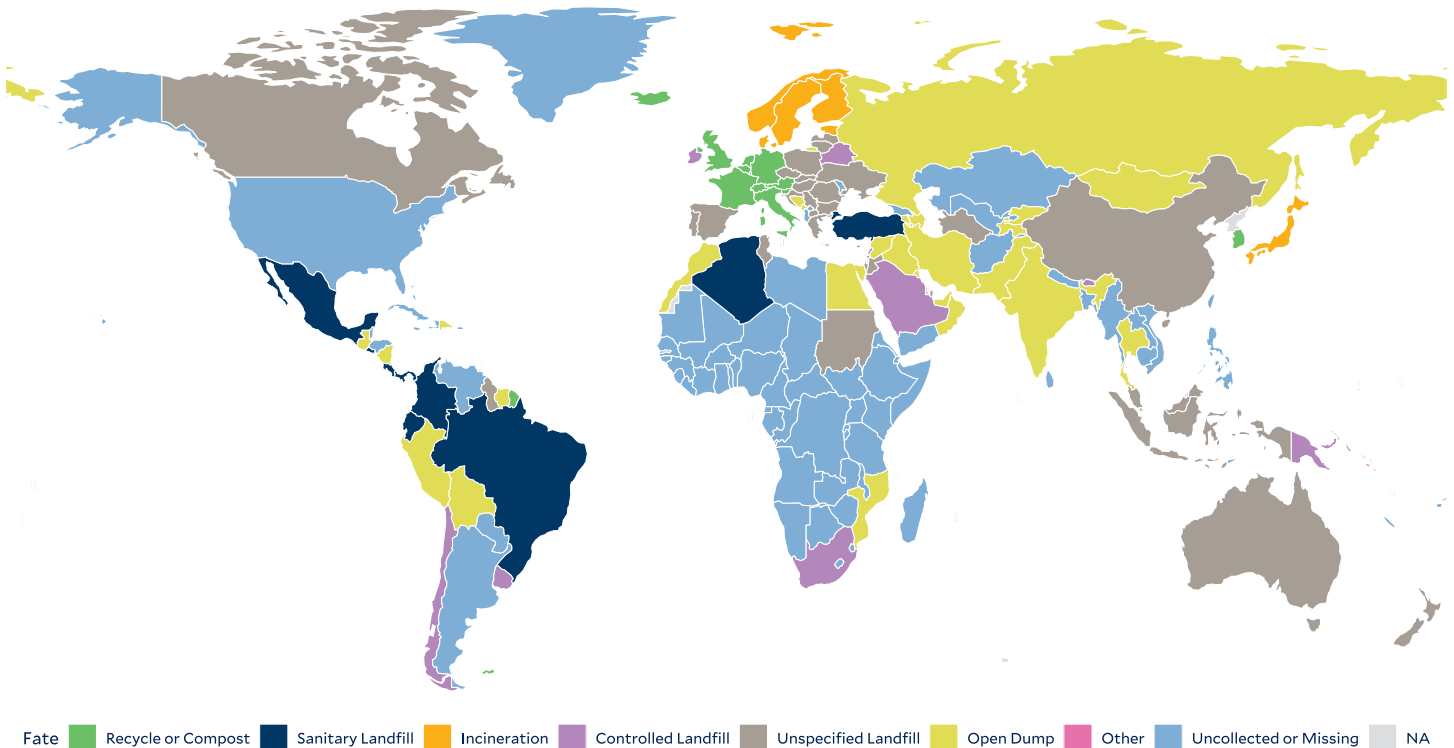 Fate Recycle or Compost Sanitary Landfill Incineration Controlled Landfill Unspecified Landfill Open Dump Other Uncollected or Missing NA